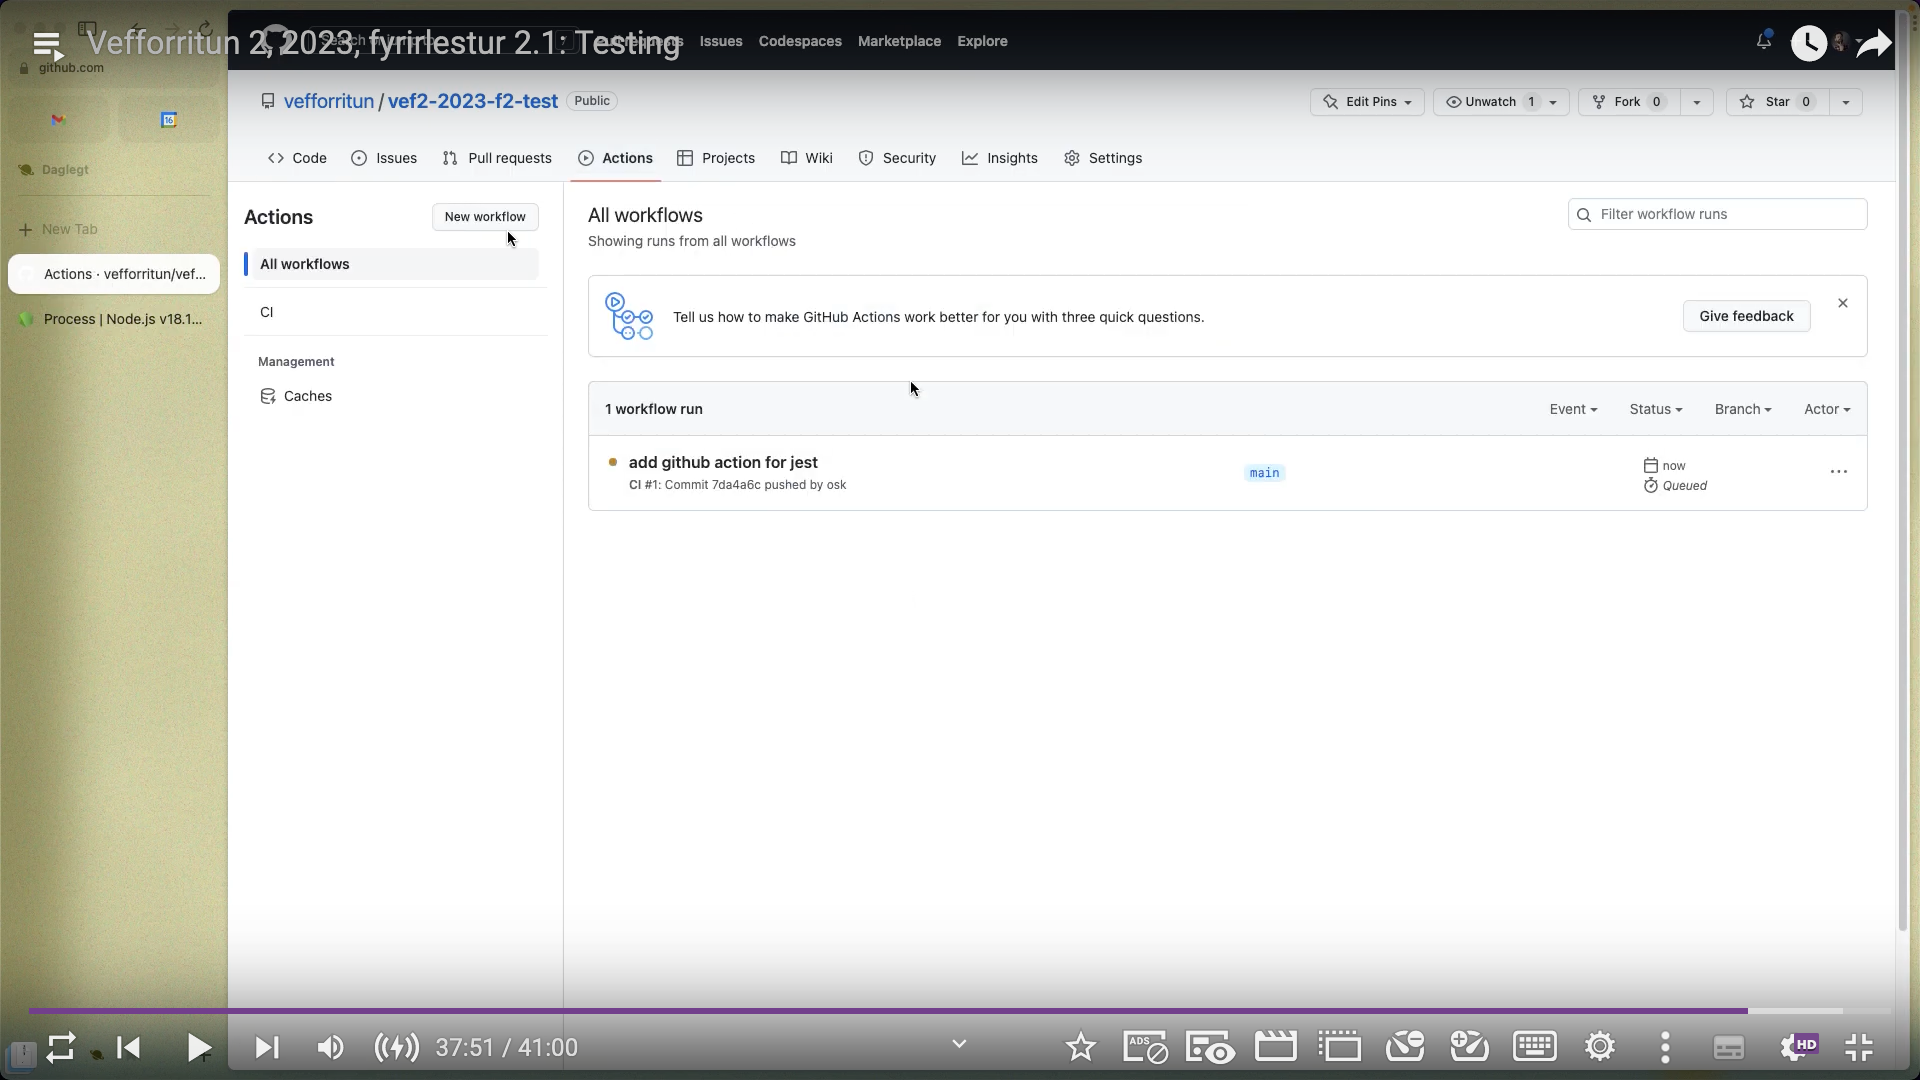 Vefforritun 2, 2023, fyrirlestur 2.1: Testing
Issues
Codespaces
Marketplace
Explore
github.com
16
vefforritun / vef2-2023-f2-test
Public
Edit Pins
Unwatch 1
Fork 0
Star 0
Daglegt
New Tab
Actions · vefforritun/vef...
Process | Node.js v18.1...
Code
Issues
Pull requests
Actions
Projects
Wiki
Security
Insights
Settings
Actions
New workflow
All workflows
CI
Management
Caches
All workflows
Showing runs from all workflows
Filter workflow runs
Tell us how to make GitHub Actions work better for you with three quick questions.
Give feedback
1 workflow run
Event
Status
Branch
Actor
add github action for jest
CI #1: Commit 7da4a6c pushed by osk
main
now
Queued
37:51 / 41:00
ADS
HD